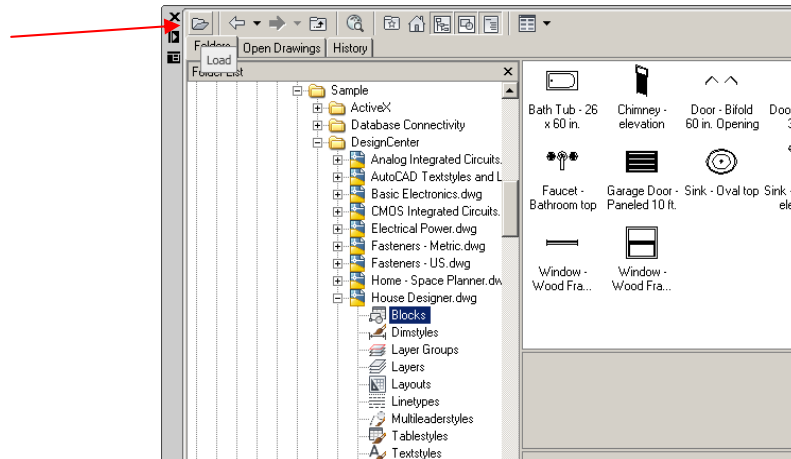 Load
Open Drawings
History
Folder List
Sample
ActiveX
Database Connectivity
DesignCenter
Analog Integrated Circuits.
AutoCAD Textstyles and L
Basic Electronics.dwg
CMOS Integrated Circuits.
Electrical Power.dwg
Fasteners - Metric.dwg
Fasteners - US.dwg
Home - Space Planner.dw
House Designer.dwg
Blocks
Dimstyles
Layer Groups
Layers
Layouts
Linetypes
Multileaderstyles
Tablestyles
Textstyles
Bath Tub - 26
x 60 in.
Chimney -
elevation
Door - Bifold
60 in. Opening
Doo
3
Faucet -
Bathroom top
Garage Door -
Paneled 10 ft.
Sink - Oval top
Sink -
ele
Window -
Wood Fra...
Window -
Wood Fra...